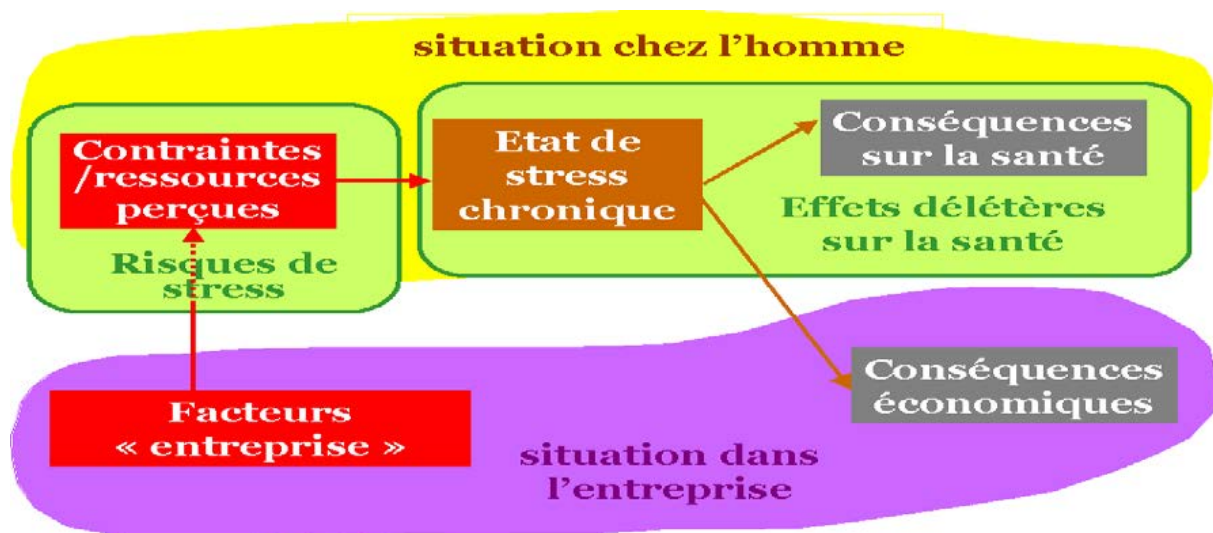 situation chez l’homme
Contraintes
/ressources
perçues
Risques de
stress
Etat de
stress
chronique
Conséquences
sur la santé
Effets délétères
sur la santé
Facteurs
« entreprise »
Conséquences
économiques
situation dans
l’entreprise